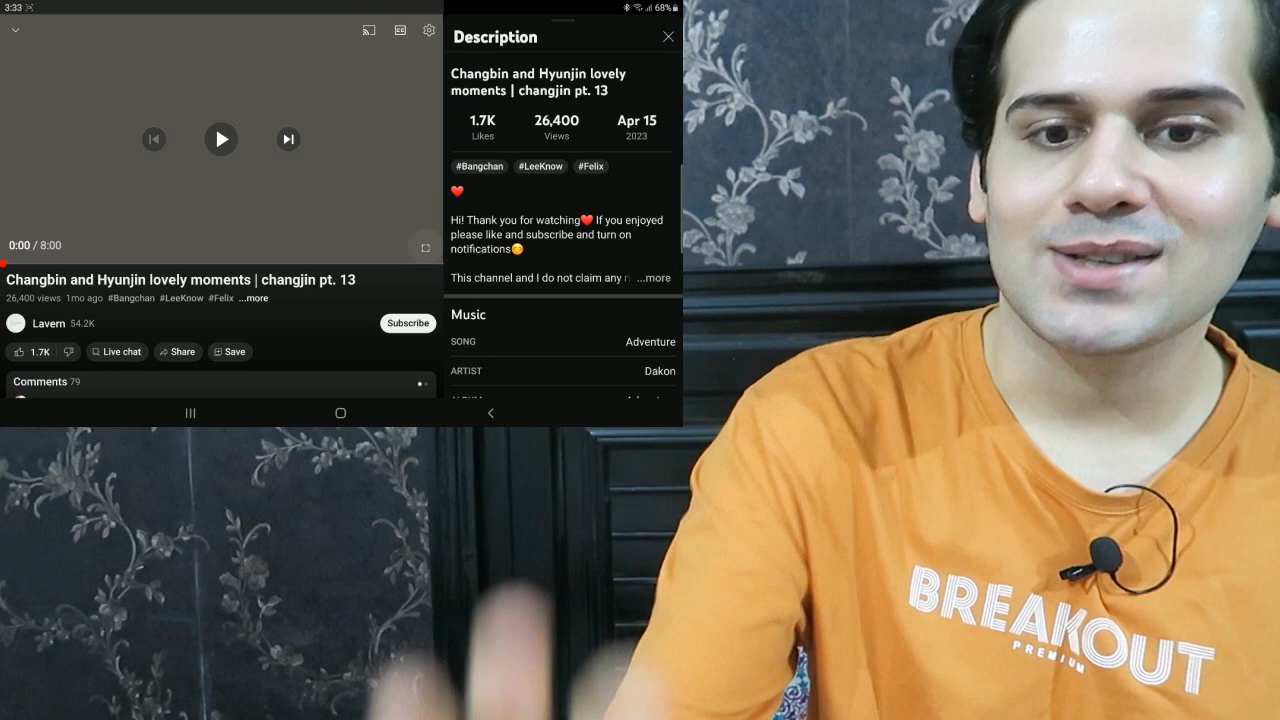 3:33
68%
0:00 / 8:00
Changbin and Hyunjin lovely moments | changjin pt. 13
26,400 views 1mo ago #Bangchan #LeeKnow #Felix ...more
Lavern 54.2K
Subscribe
1.7K
Live chat
Share
Save
Comments 79
Description
Changbin and Hyunjin lovely
moments | changjin pt. 13
1.7K 26,400 Apr 15
Likes Views 2023
#Bangchan #LeeKnow #Felix
❤️
Hi! Thank you for watching❤️ If you enjoyed
please like and subscribe and turn on
notifications😊
This channel and I do not claim any ...more
Music
SONG Adventure
ARTIST Dakon
BREAKOUT
PREMIUM